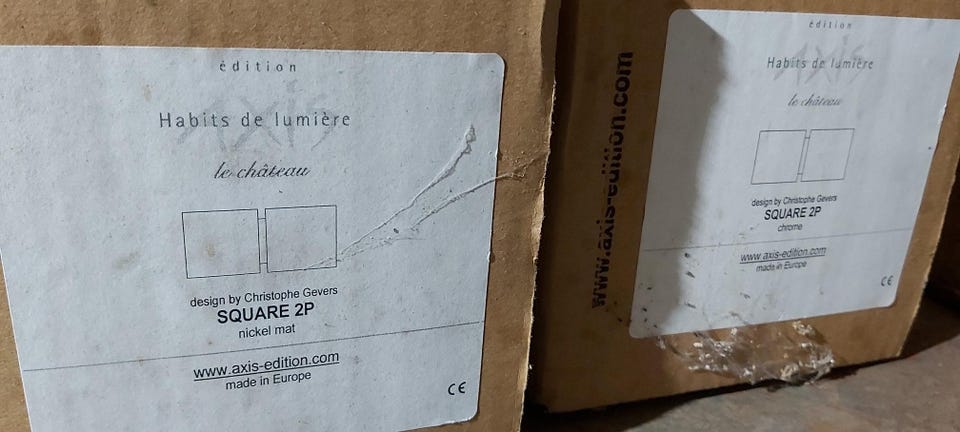 édition
axis
Habits de lumière
le château
design by Christophe Gevers
SQUARE 2P
nickel mat
www.axis-edition.com
made in Europe
CE
www.axis-edition.com
édition
axis
Habits de lumière
le château
design by Christophe Gevers
SQUARE 2P
chrome
www.axis-edition.com
made in Europe
CE